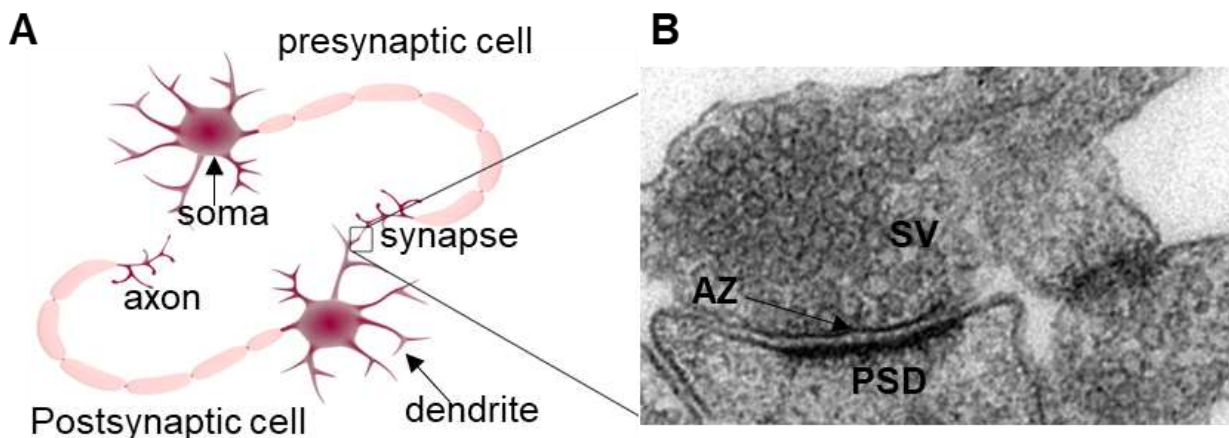 A
presynaptic cell
soma
synapse
axon
Postsynaptic cell
dendrite
B
SV
AZ
PSD